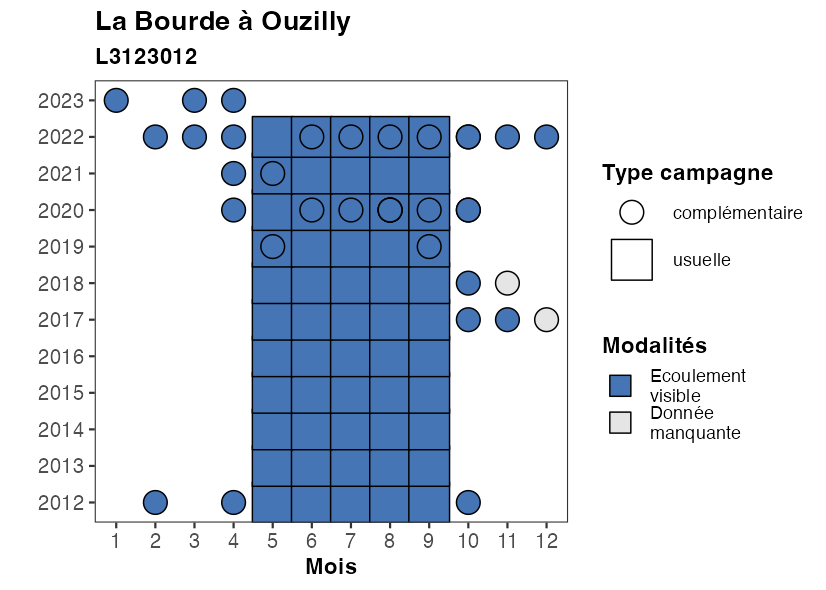 La Bourde à Ouzilly
L3123012
2023
2022
2021
2020
2019
2018
2017
2016
2015
2014
2013
2012
1 2 3 4 5 6 7 8 9 10 11 12
Mois
Type campagne
complémentaire
usuelle
Modalités
Ecoulement
visible
Donnée
manquante